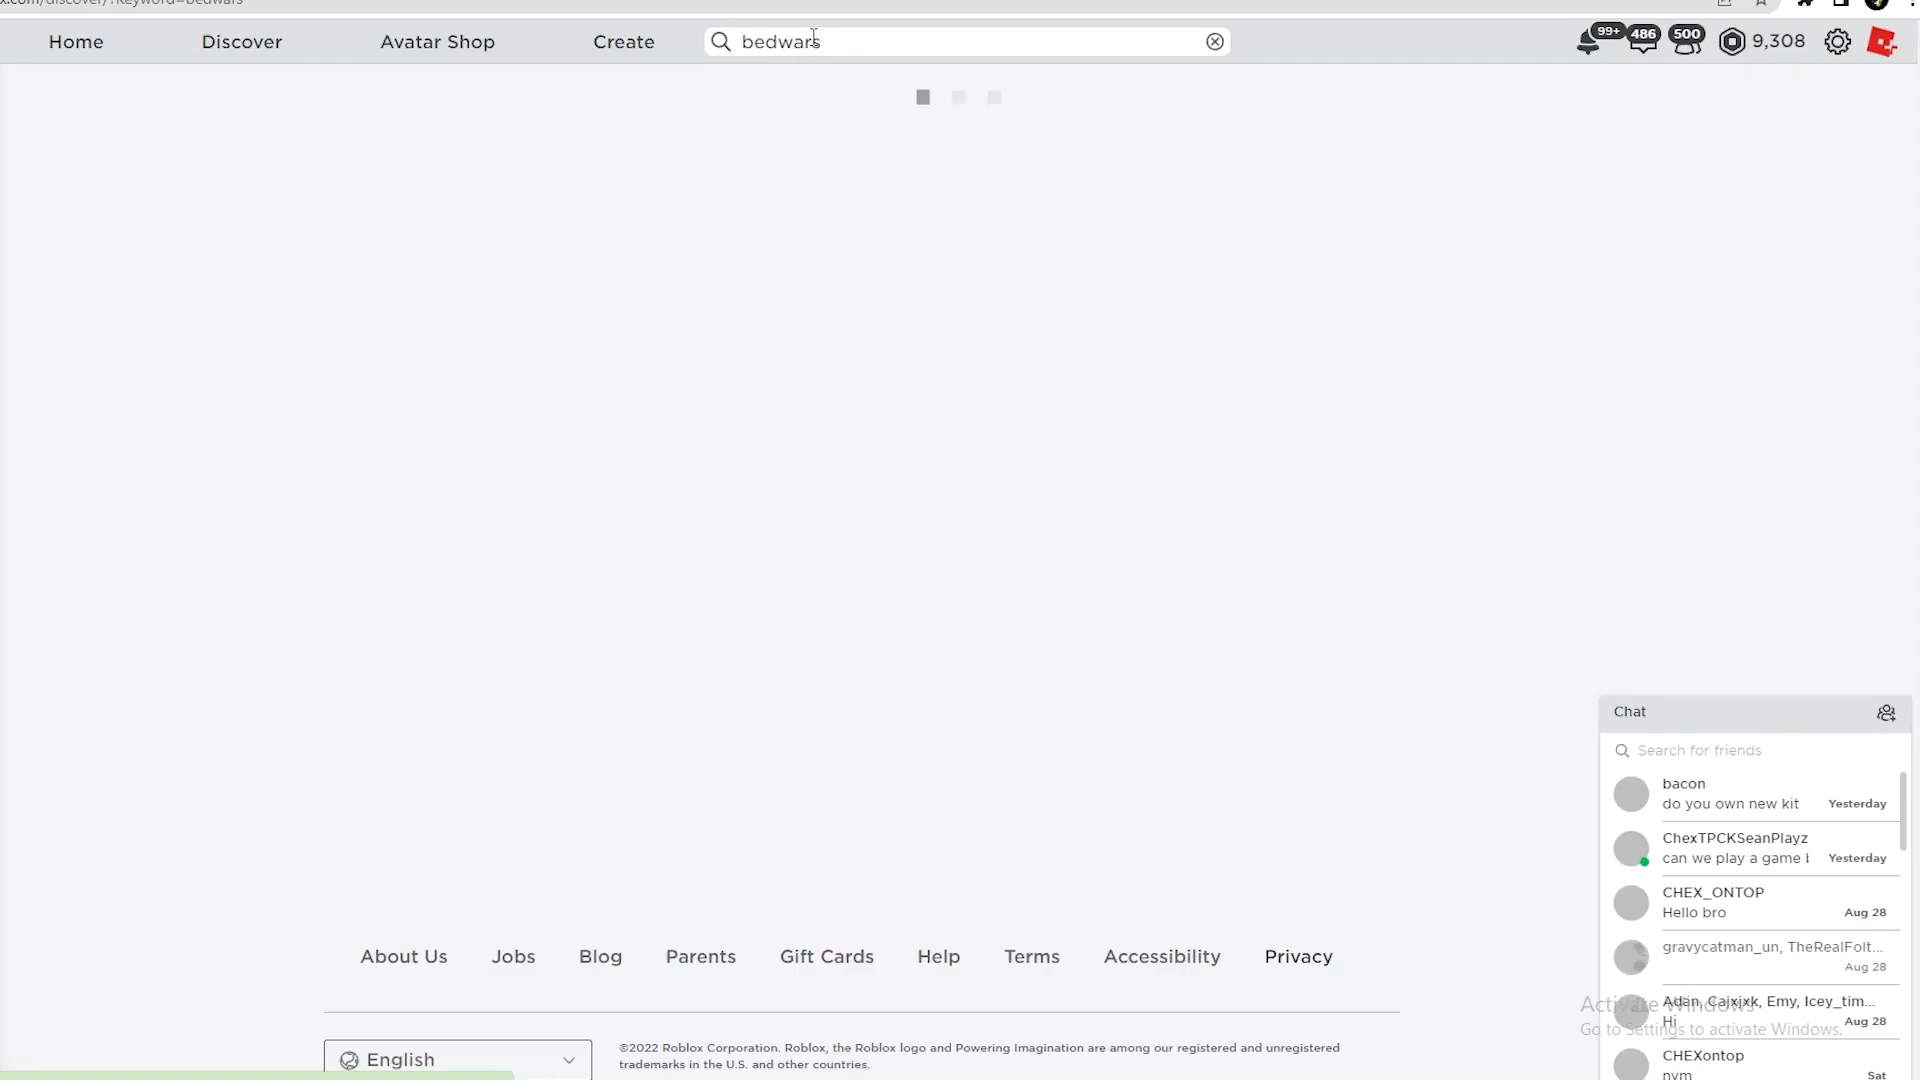 x.com/discover/?Keyword=bedwars
Home
Discover
Avatar Shop
Create
bedwars
99+
486
500
9,308
Chat
Search for friends
bacon
do you own new kit
Yesterday
ChexTPCKSeanPlayz
can we play a game
Yesterday
CHEX_ONTOP
Hello bro
Aug 28
gravycatman_un, TheRealFolt...
Aug 28
Adan, Cajxjxk, Emy, Icey_tim...
Hi
Aug 28
CHEXontop
nvm
Sat
Activate Windows
Go to Settings to activate Windows.
About Us
Jobs
Blog
Parents
Gift Cards
Help
Terms
Accessibility
Privacy
English
©2022 Roblox Corporation. Roblox, the Roblox logo and Powering Imagination are among our registered and unregistered
trademarks in the U.S. and other countries.